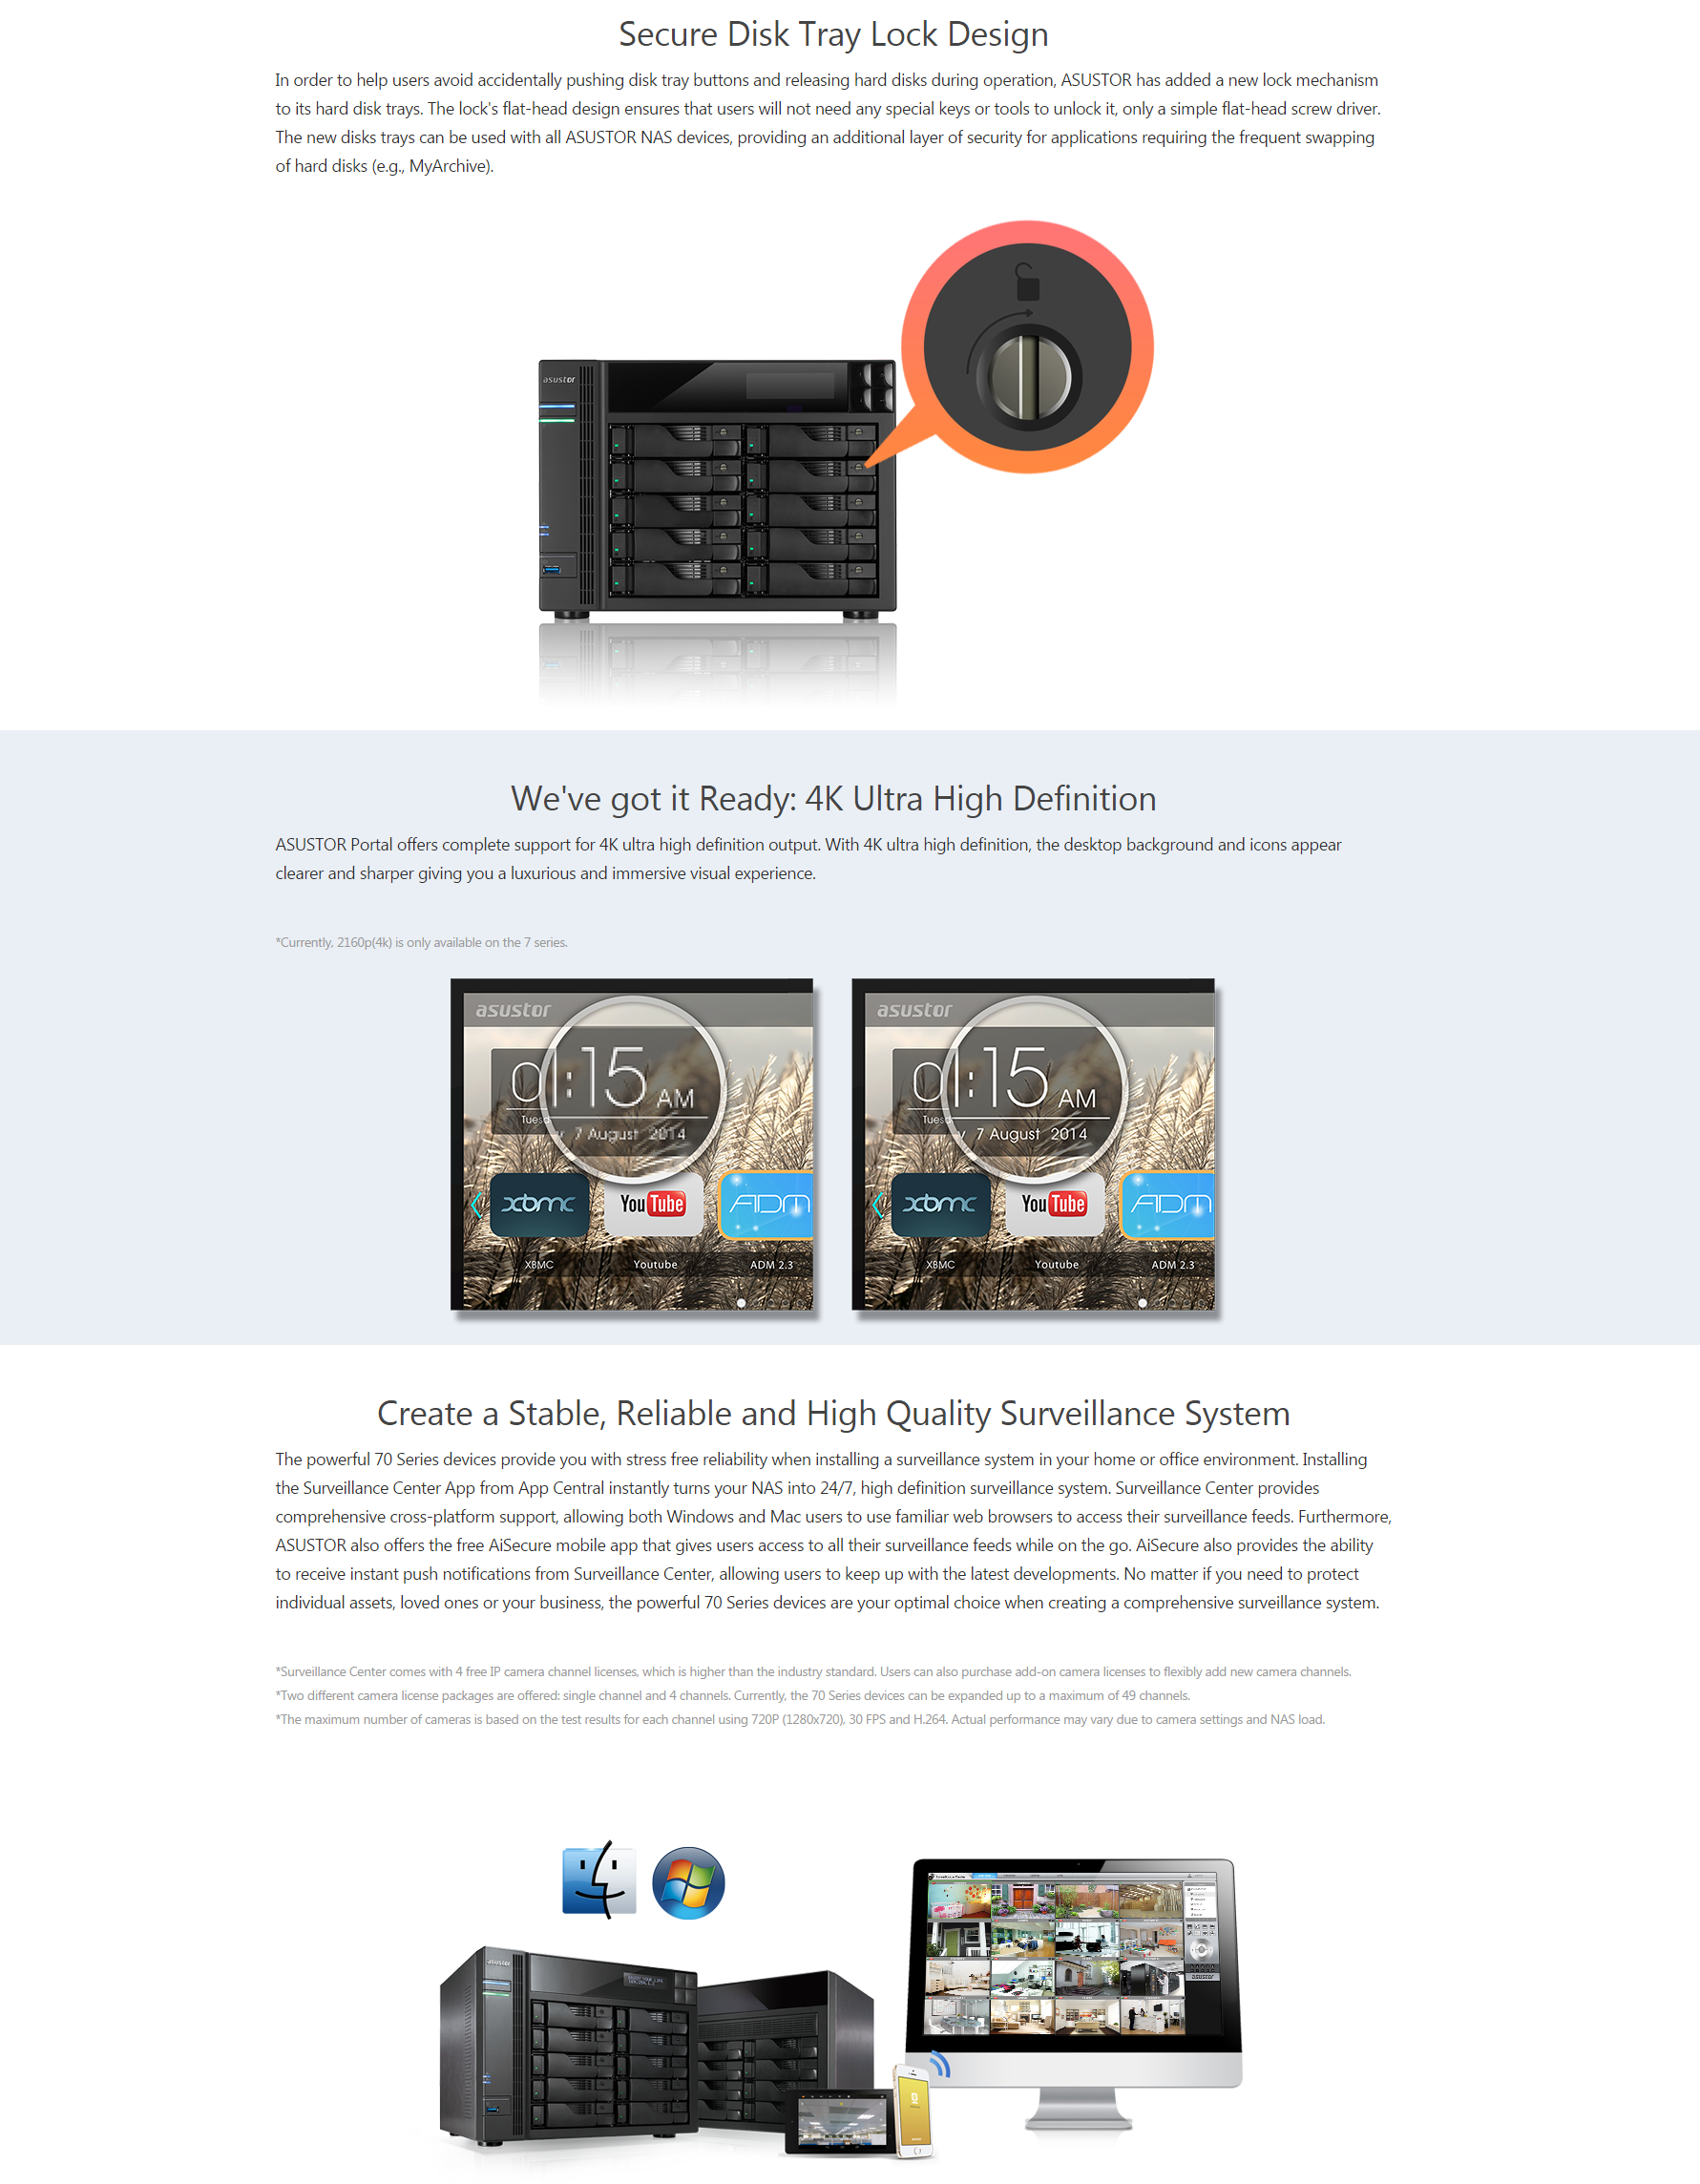 Secure Disk Tray Lock Design
In order to help users avoid accidentally pushing disk tray buttons and releasing hard disks during operation, ASUSTOR has added a new lock mechanism
to its hard disk trays. The lock's flat-head design ensures that users will not need any special keys or tools to unlock it, only a simple flat-head screw driver.
The new disks trays can be used with all ASUSTOR NAS devices, providing an additional layer of security for applications requiring the frequent swapping
of hard disks (e.g., MyArchive).
asustor
We've got it Ready: 4K Ultra High Definition
ASUSTOR Portal offers complete support for 4K ultra high definition output. With 4K ultra high definition, the desktop background and icons appear
clearer and sharper giving you a luxurious and immersive visual experience.
*Currently, 2160p(4k) is only available on the 7 series.
asustor
01:15 AM
Tuesd y 7 August 2014
xbmc
YouTube
ADM
XBMC
Youtube
ADM 2.3
asustor
01:15 AM
Tuesd y 7 August 2014
xbmc
YouTube
ADM
XBMC
Youtube
ADM 2.3
Create a Stable, Reliable and High Quality Surveillance System
The powerful 70 Series devices provide you with stress free reliability when installing a surveillance system in your home or office environment. Installing
the Surveillance Center App from App Central instantly turns your NAS into 24/7, high definition surveillance system. Surveillance Center provides
comprehensive cross-platform support, allowing both Windows and Mac users to use familiar web browsers to access their surveillance feeds. Furthermore,
ASUSTOR also offers the free AiSecure mobile app that gives users access to all their surveillance feeds while on the go. AiSecure also provides the ability
to receive instant push notifications from Surveillance Center, allowing users to keep up with the latest developments. No matter if you need to protect
individual assets, loved ones or your business, the powerful 70 Series devices are your optimal choice when creating a comprehensive surveillance system.
*Surveillance Center comes with 4 free IP camera channel licenses, which is higher than the industry standard. Users can also purchase add-on camera licenses to flexibly add new camera channels.
*Two different camera license packages are offered: single channel and 4 channels. Currently, the 70 Series devices can be expanded up to a maximum of 49 channels.
*The maximum number of cameras is based on the test results for each channel using 720P (1280x720), 30 FPS and H.264. Actual performance may vary due to camera settings and NAS load.
asustor
asustor